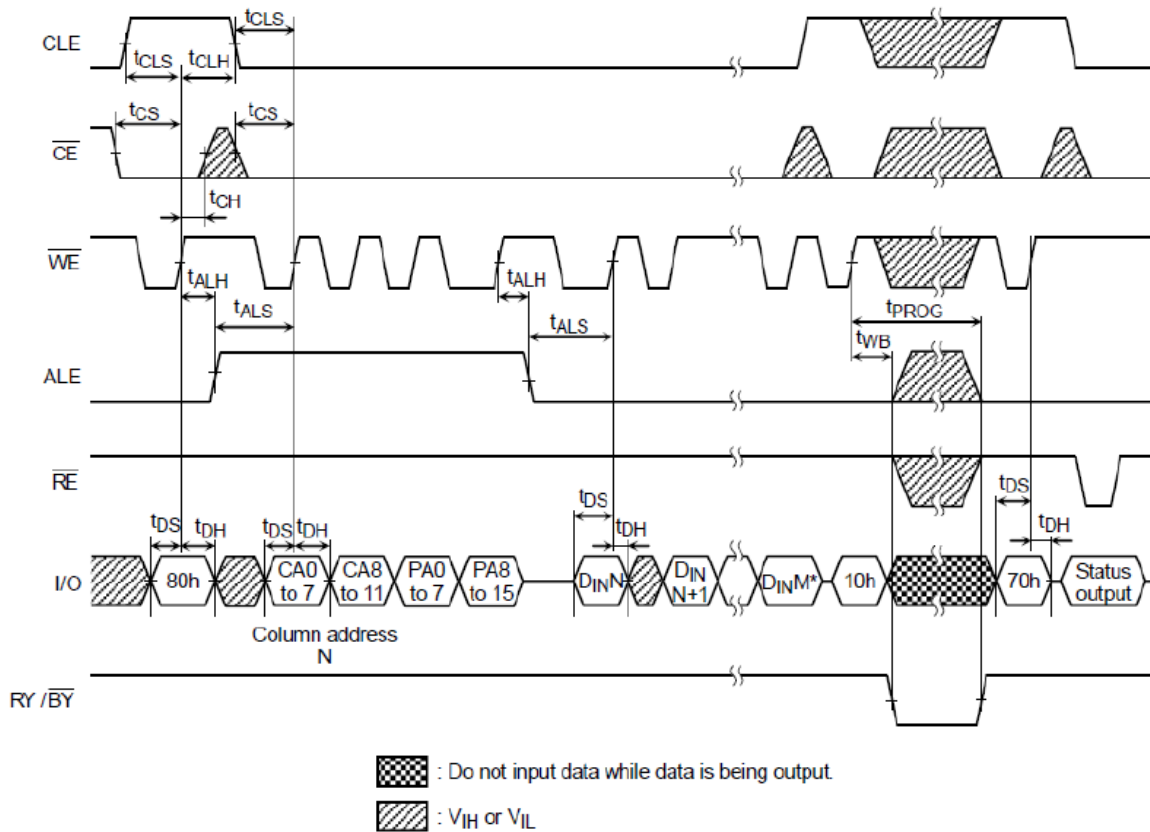 CLE
tCLS
tCLS
tCLH
tCS
tCS
CE
tCH
WE
tALH
tALH
tALS
tALS
tPROG
tWB
ALE
RE
tDS
tDS
tDH
tDS
tDH
tDH
tDS
tDH
I/O
80h
CA0
to 7
CA8
to 11
PA0
to 7
PA8
to 15
DINN
DIN
N+1
DINM*
10h
70h
Status
output
Column address
N
RY /BY
: Do not input data while data is being output.
: VIH or VIL